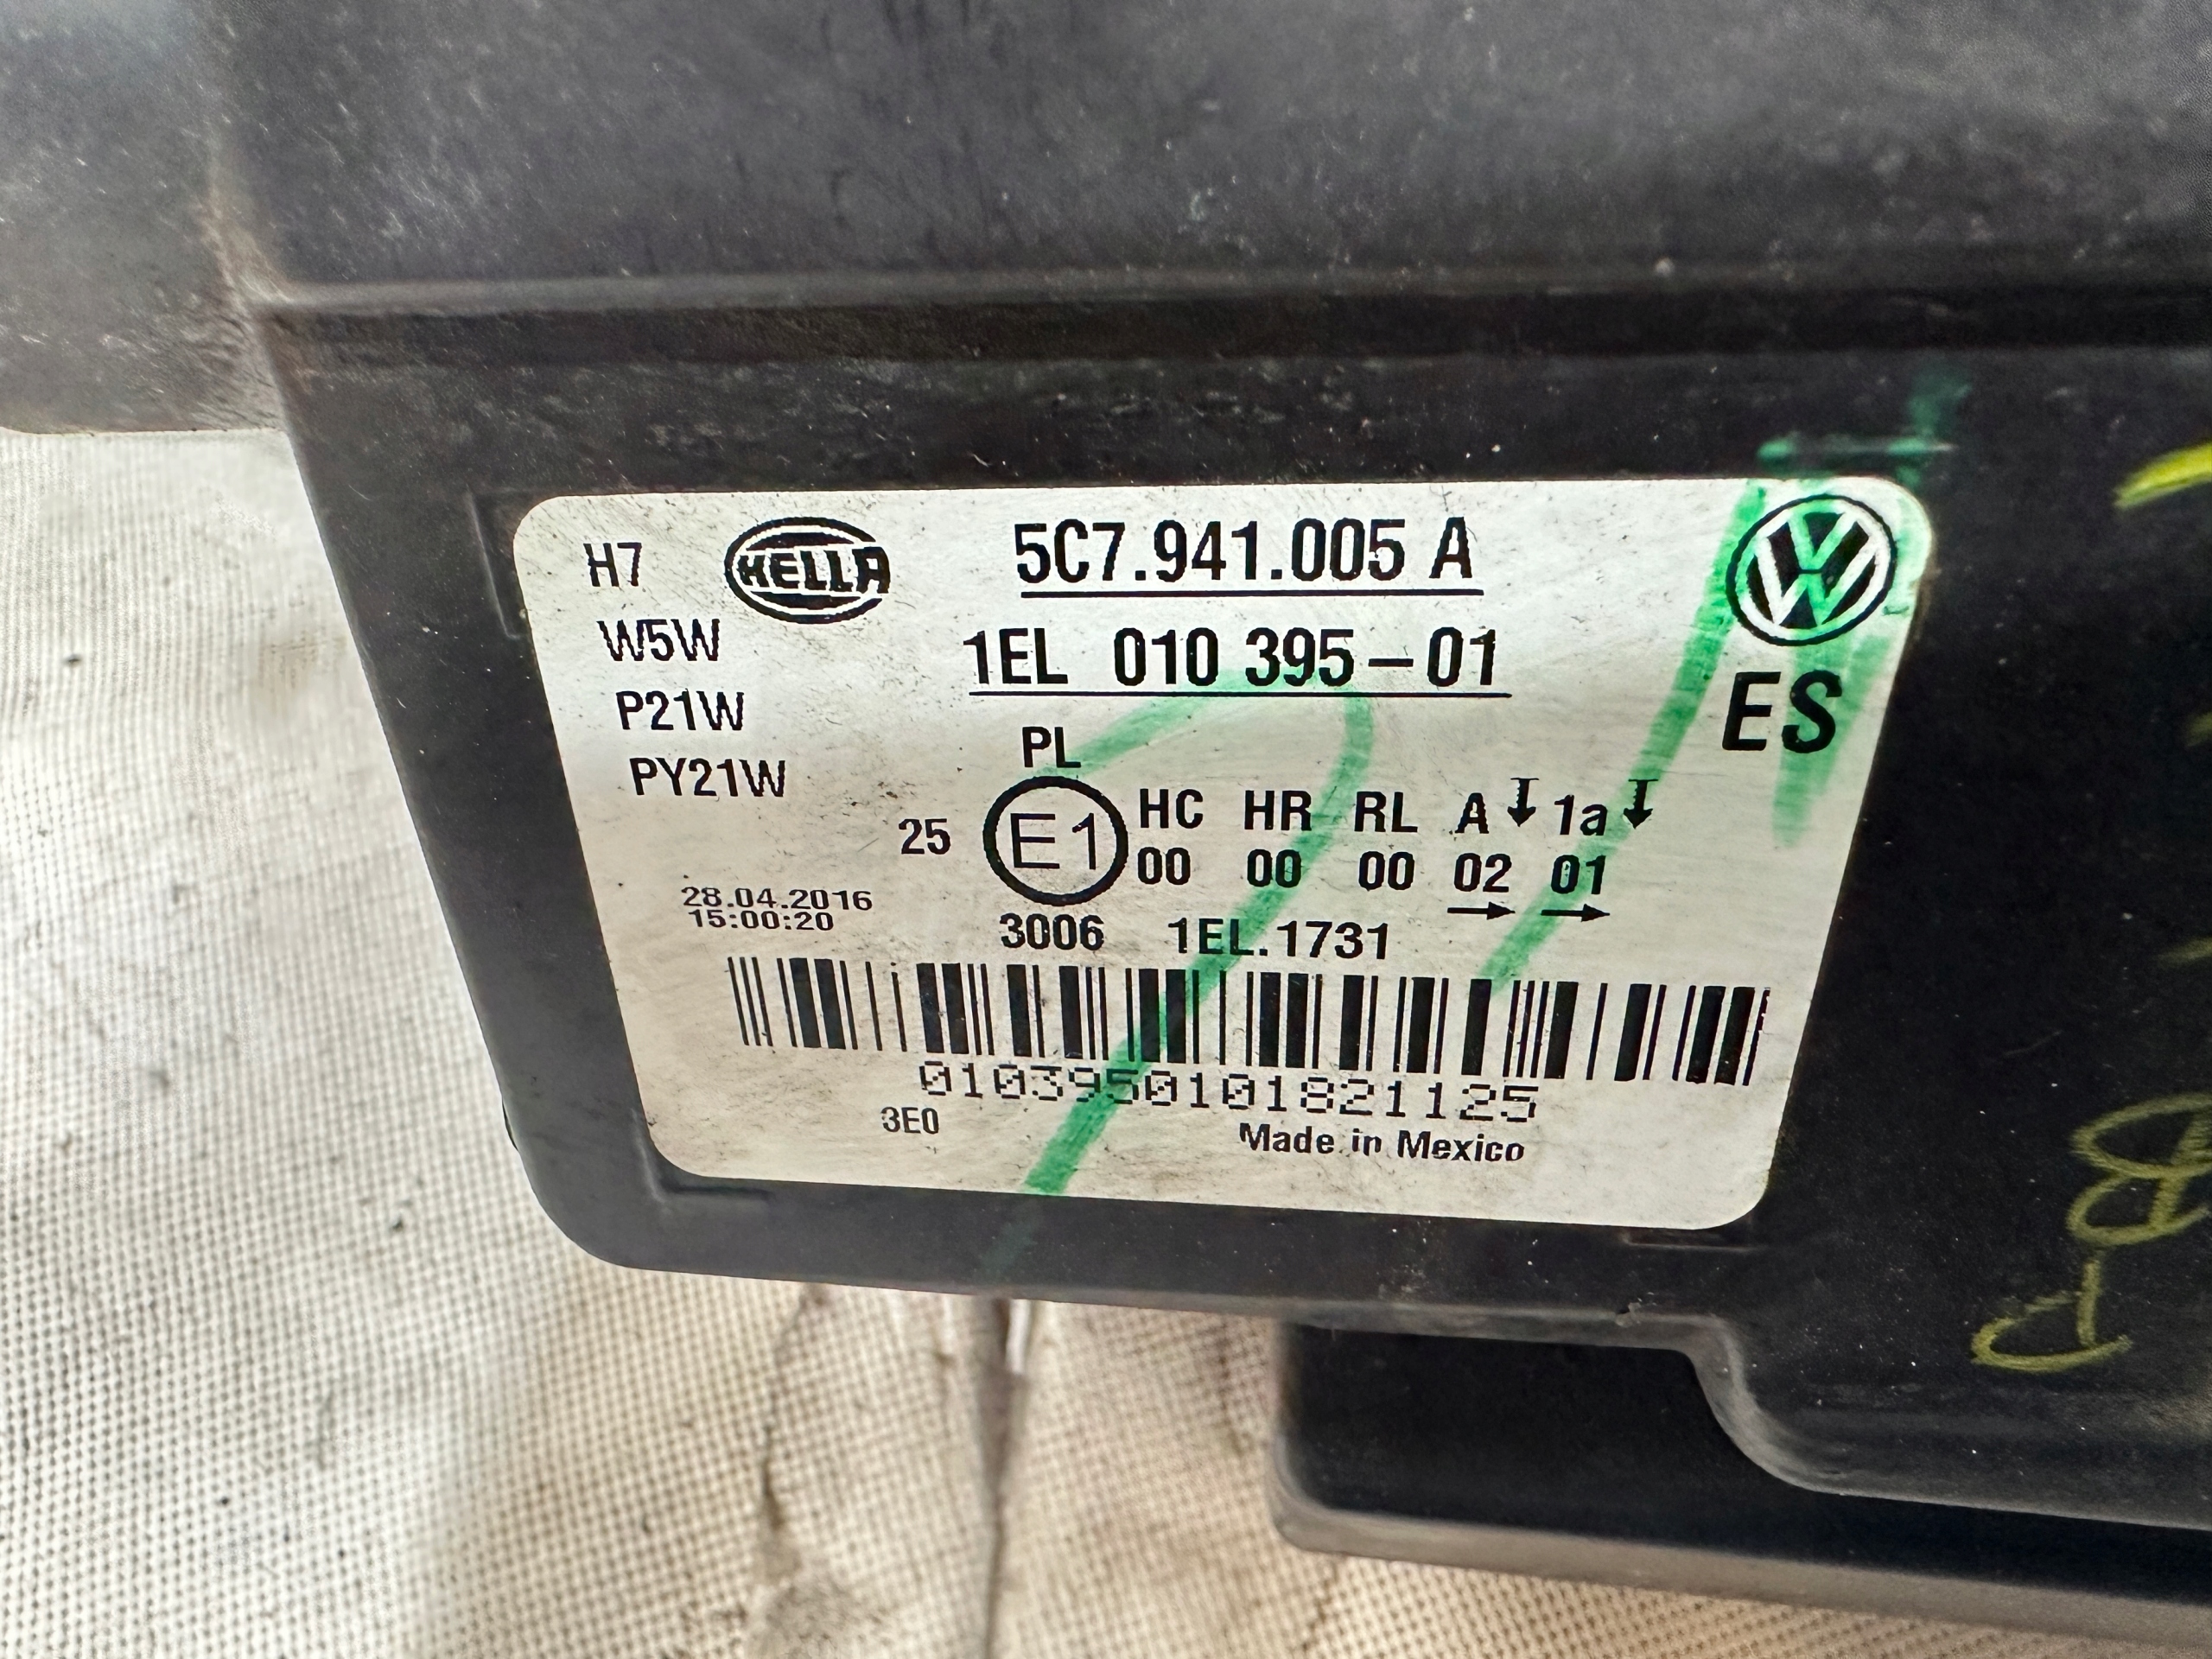 H7 HELLA 5C7.941.005 A
W5W 1EL 010 395-01
P21W ES
PY21W PL
HC HR RL A 1a
25 E1 00 00 00 02 01
28.04.2016
15:00:20
3006 1EL.1731
0103950101821125
3E0 Made in Mexico